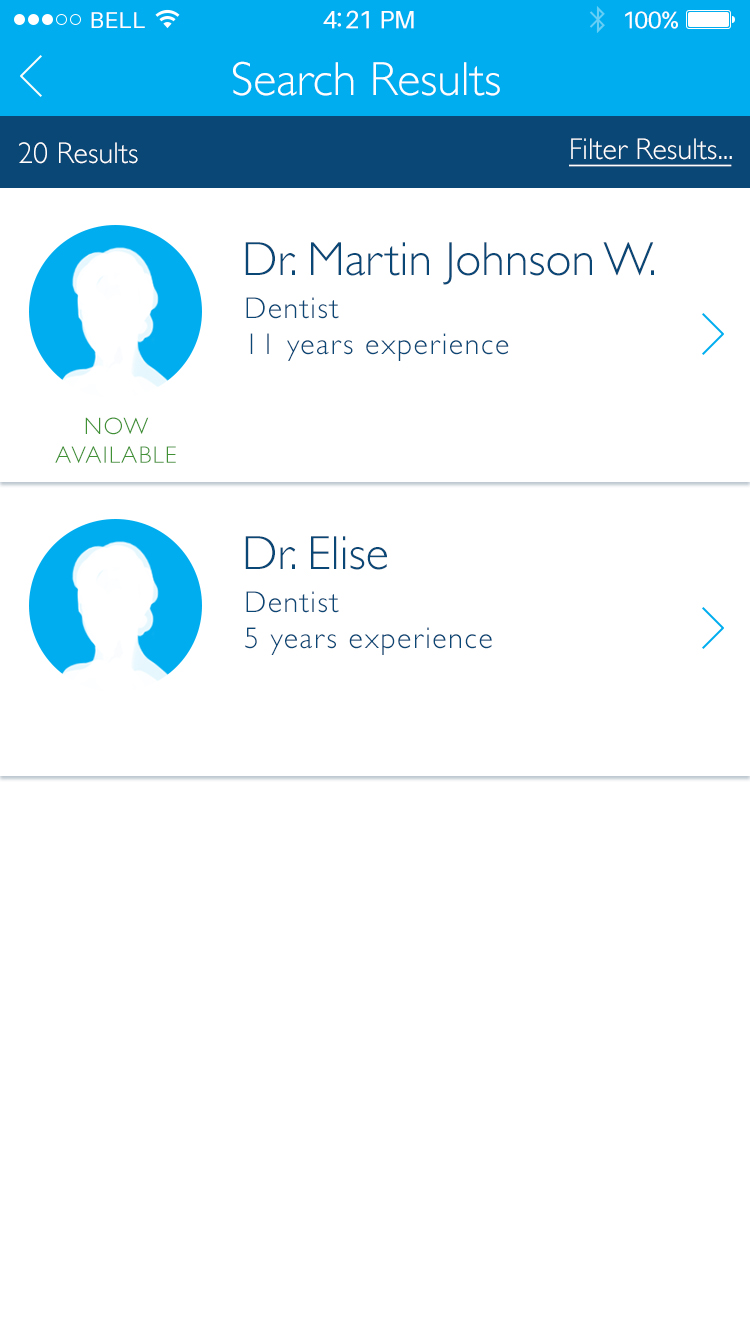 BELL 4:21 PM 100%
Search Results
20 Results Filter Results...
Dr. Martin Johnson W.
Dentist
11 years experience
NOW
AVAILABLE
Dr. Elise
Dentist
5 years experience